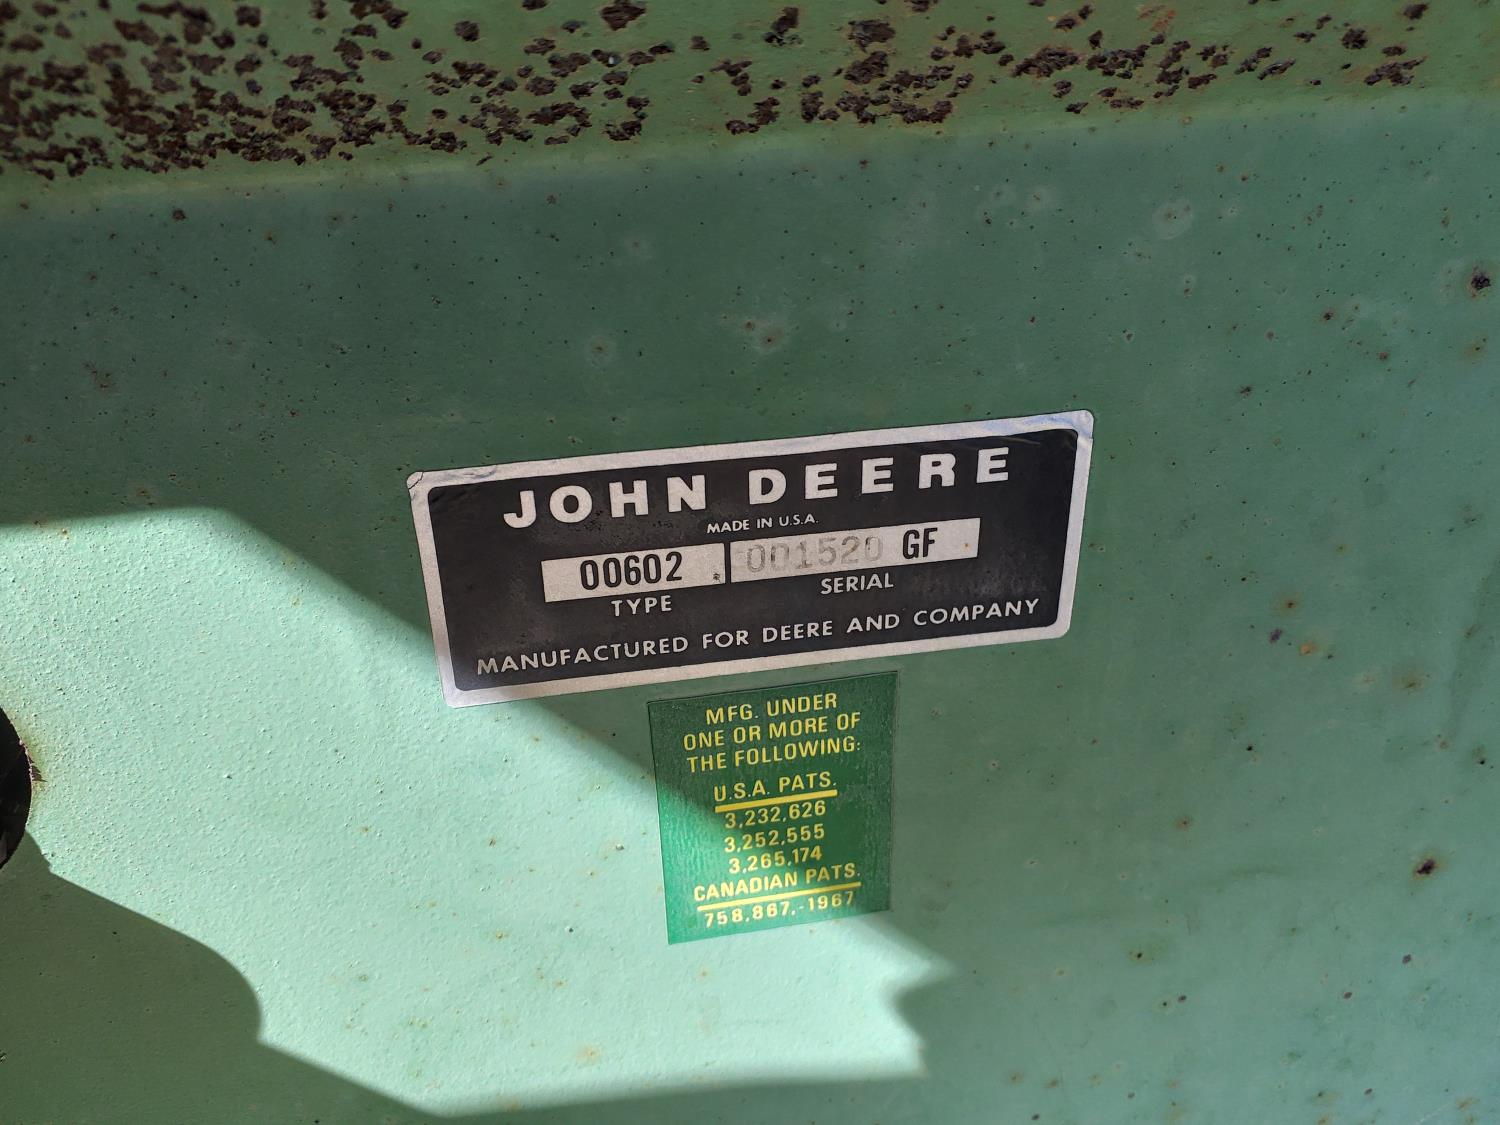 JOHN DEERE
MADE IN U.S.A.
00602 001520 GF
TYPE SERIAL
MANUFACTURED FOR DEERE AND COMPANY
MFG. UNDER
ONE OR MORE OF
THE FOLLOWING:
U.S.A. PATS.
3,232,626
3,252,555
3,265,174
CANADIAN PATS.
758,867,-1967